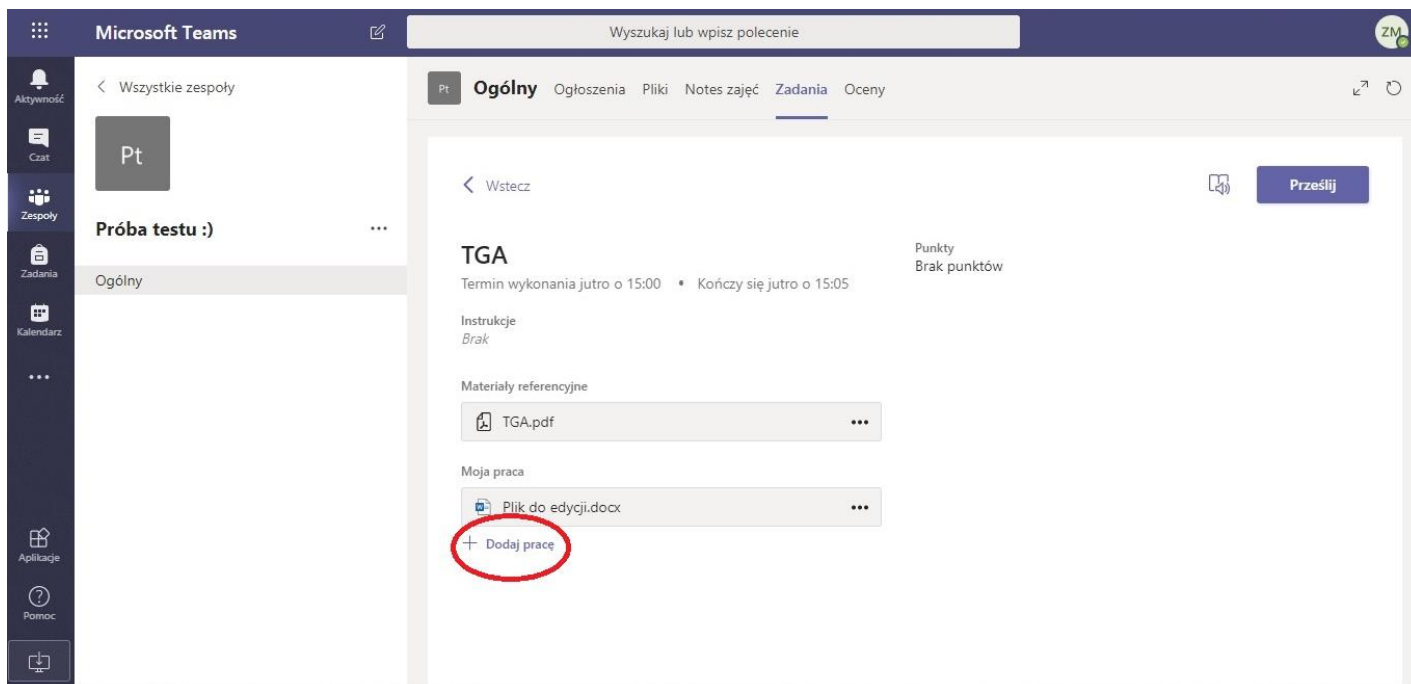 Microsoft Teams
Wyszukaj lub wpisz polecenie
ZM
Aktywność
Czat
Zespoły
Zadania
Kalendarz
Aplikacje
Pomoc
Wszystkie zespoły
Pt
Próba testu :)
Ogólny
Pt Ogólny Ogłoszenia Pliki Notes zajęć Zadania Oceny
Wstecz
Prześlij
TGA
Termin wykonania jutro o 15:00 • Kończy się jutro o 15:05
Punkty
Brak punktów
Instrukcje
Brak
Materiały referencyjne
TGA.pdf
Moja praca
Plik do edycji.docx
+ Dodaj pracę